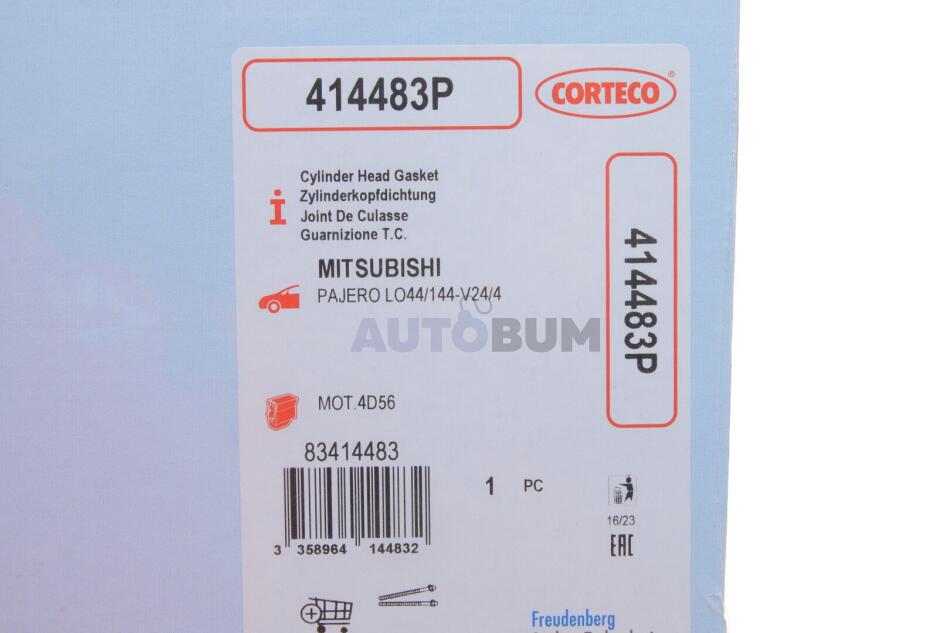 414483P
CORTECO®
Cylinder Head Gasket
Zylinderkopfdichtung
Joint De Culasse
Guarnizione T.C.
i
MITSUBISHI
PAJERO LO44/144-V24/4
AUTOBUM
414483P
MOT.4D56
83414483
1 PC
3 358964 144832
16/23
EAC
Freudenberg